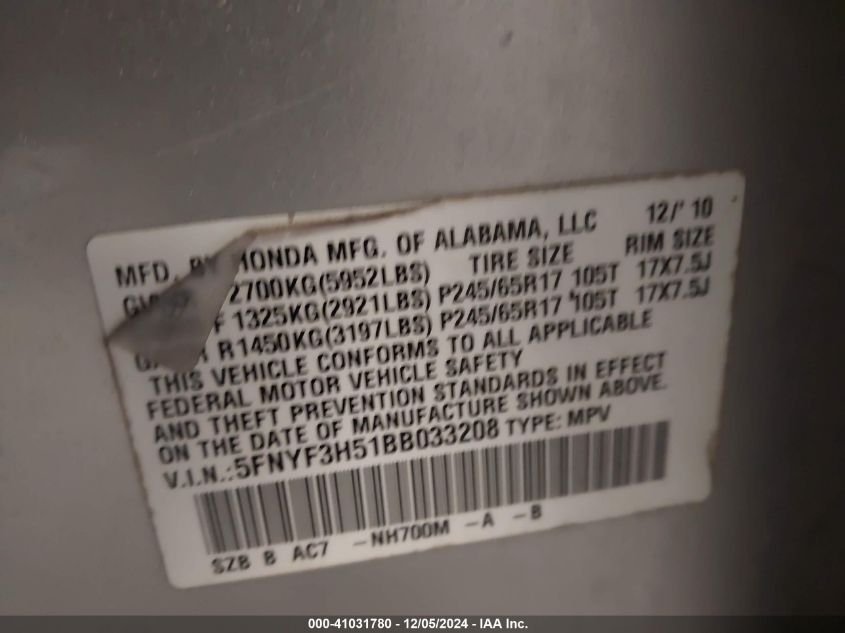 MFD. BY HONDA MFG. OF ALABAMA, LLC 12/' 10
2700KG(5952LBS) TIRE SIZE RIM SIZE
F 1325KG(2921LBS) P245/65R17 105T 17X7.5J
R 1450KG(3197LBS) P245/65R17 105T 17X7.5J
THIS VEHICLE CONFORMS TO ALL APPLICABLE
FEDERAL MOTOR VEHICLE SAFETY
AND THEFT PREVENTION STANDARDS IN EFFECT
ON THE DATE OF MANUFACTURE SHOWN ABOVE.
V.I.N.:5FNYF3H51BB033208 TYPE: MPV
SZB B AC7 -NH700M -A -B
000-41031780 - 12/05/2024 - IAA Inc.